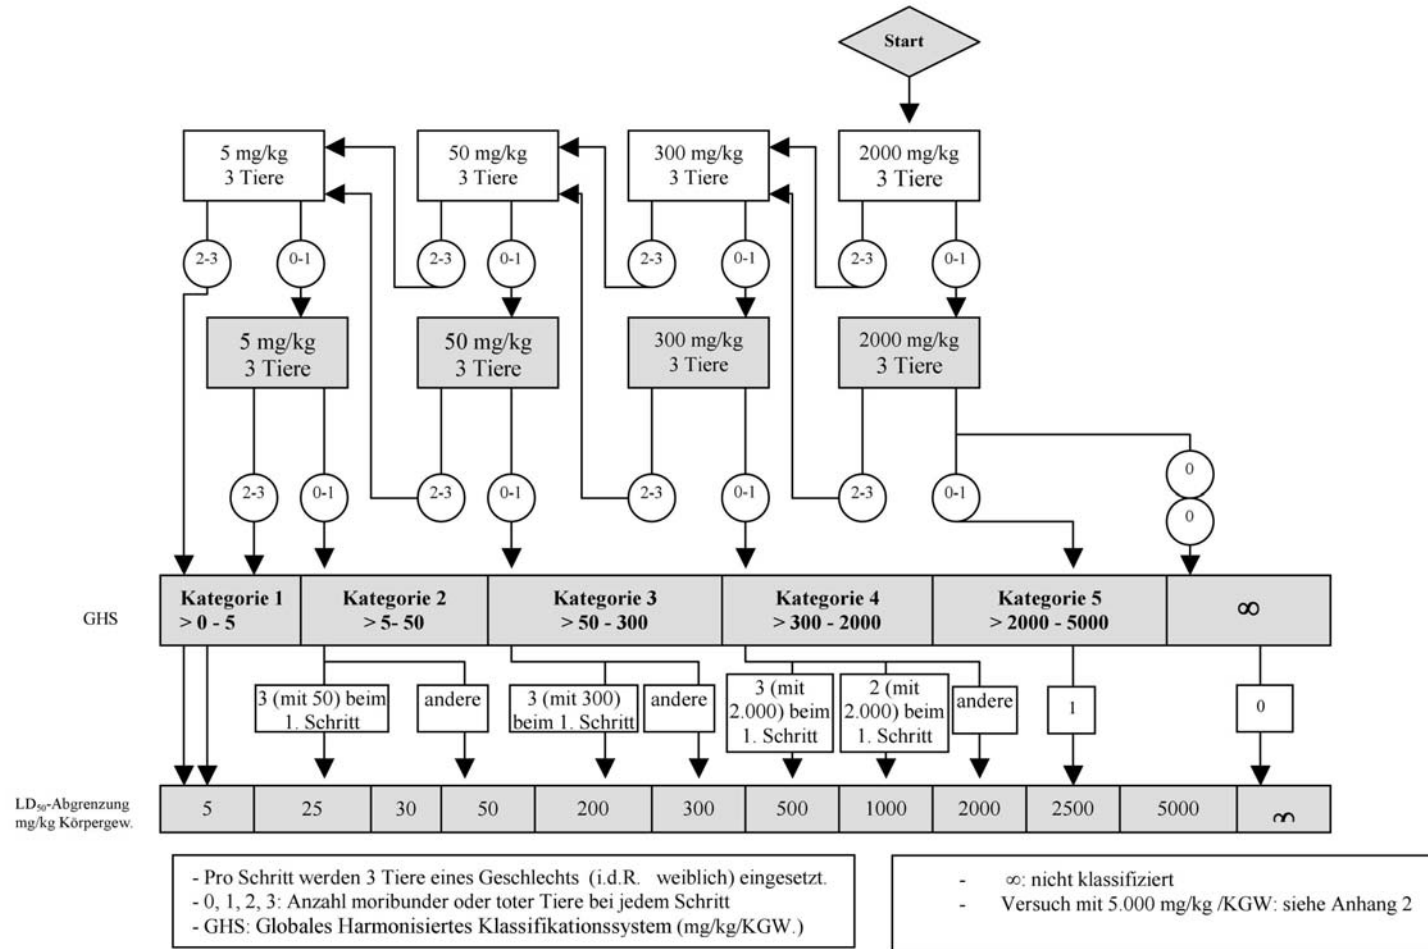 Start
5 mg/kg
3 Tiere
50 mg/kg
3 Tiere
300 mg/kg
3 Tiere
2000 mg/kg
3 Tiere
2-3
0-1
2-3
0-1
2-3
0-1
2-3
0-1
5 mg/kg
3 Tiere
50 mg/kg
3 Tiere
300 mg/kg
3 Tiere
2000 mg/kg
3 Tiere
2-3
0-1
2-3
0-1
2-3
0-1
2-3
0-1
0
0
GHS
Kategorie 1
> 0 - 5
Kategorie 2
> 5- 50
Kategorie 3
> 50 - 300
Kategorie 4
> 300 - 2000
Kategorie 5
> 2000 - 5000
∞
3 (mit 50) beim
1. Schritt
andere
3 (mit 300)
beim 1. Schritt
andere
3 (mit
2.000) beim
1. Schritt
2 (mit
2.000) beim
1. Schritt
andere
1
0
LD50-Abgrenzung
mg/kg Körpergew.
5
25
30
50
200
300
500
1000
2000
2500
5000
∞
- Pro Schritt werden 3 Tiere eines Geschlechts (i.d.R. weiblich) eingesetzt.
- 0, 1, 2, 3: Anzahl moribunder oder toter Tiere bei jedem Schritt
- GHS: Globales Harmonisiertes Klassifikationssystem (mg/kg/KGW.)
- ∞: nicht klassifiziert
- Versuch mit 5.000 mg/kg /KGW: siehe Anhang 2